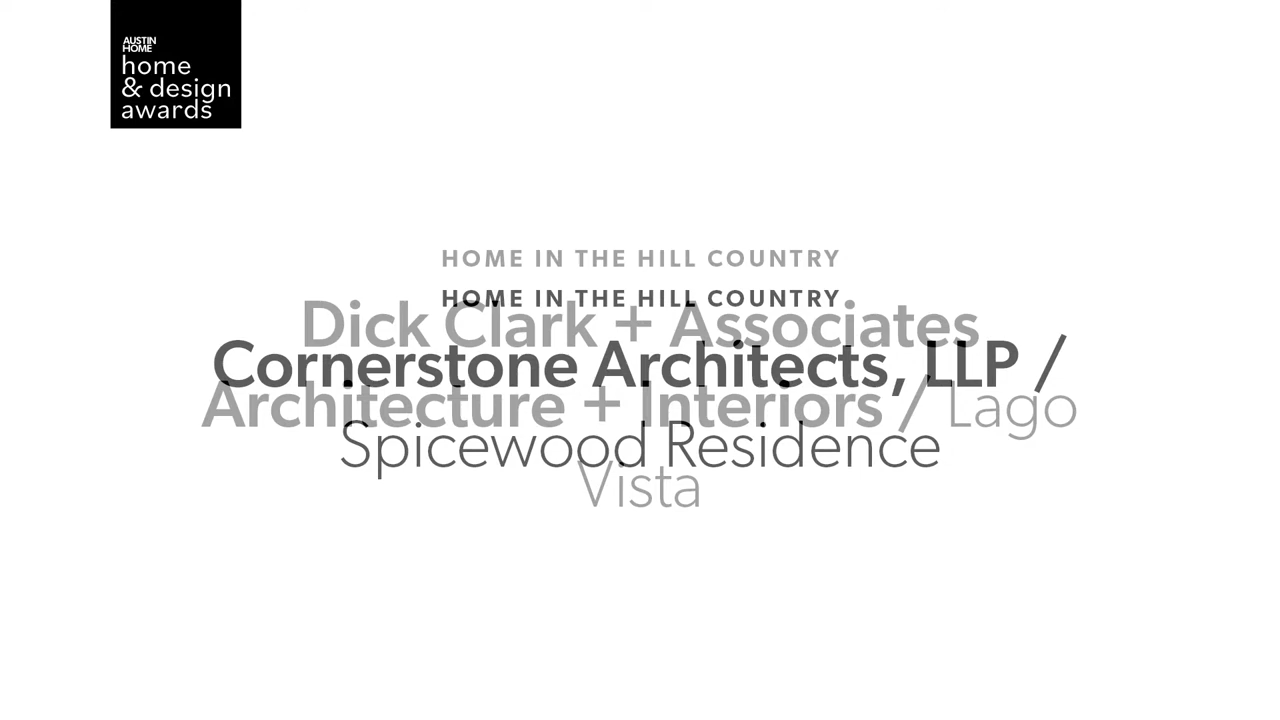 AUSTIN
HOME
home
& design
awards
HOME IN THE HILL COUNTRY
Dick Clark + Associates
Architecture + Interiors / Lago
Vista
HOME IN THE HILL COUNTRY
Cornerstone Architects, LLP /
Spicewood Residence